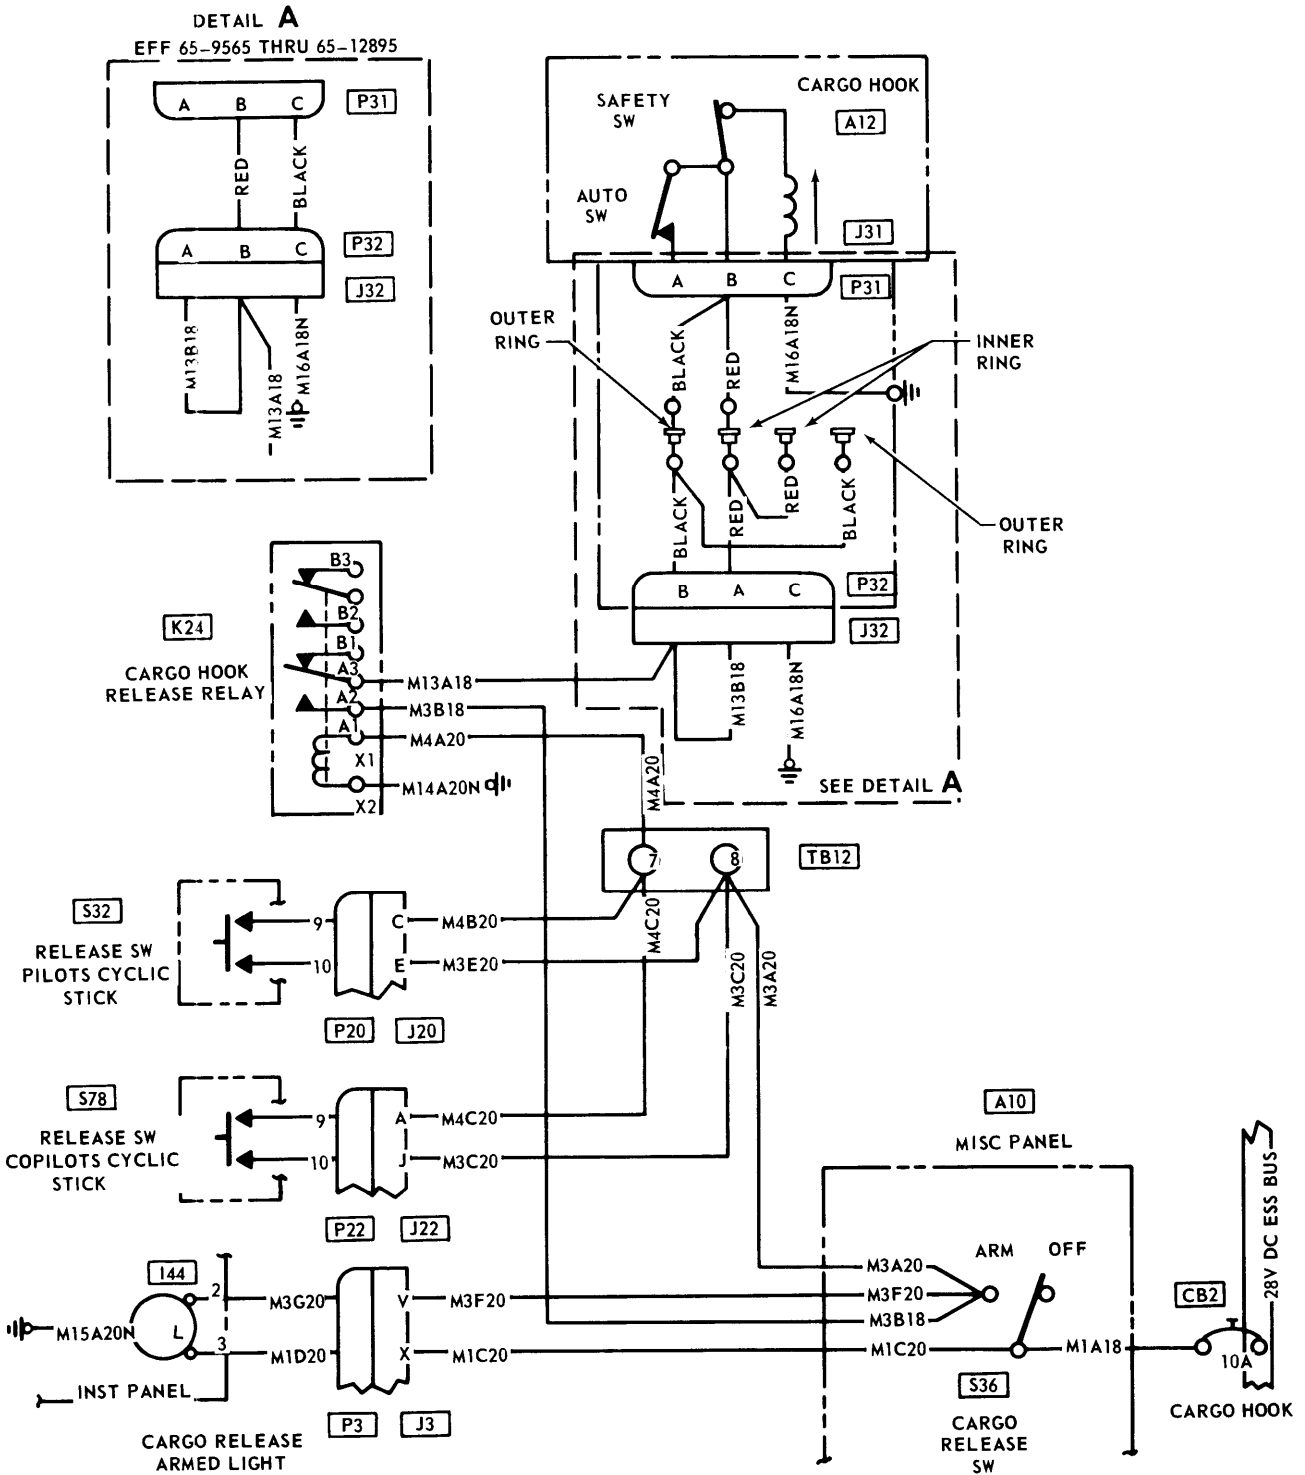 DETAIL A
EFF 65-9565 THRU 65-12895
A B C
P31
RED
BLACK
A B C
P32
J32
M13B18
M13A18
M16A18N
CARGO HOOK
A12
SAFETY
SW
AUTO
SW
J31
A B C
P31
OUTER
RING
INNER
RING
BLACK
RED
M16A18N
BLACK
RED
RED
BLACK
OUTER
RING
B A C
P32
J32
M13B18
M16A18N
SEE DETAIL A
K24
CARGO HOOK
RELEASE RELAY
B3
B2
B1
A3
A2
A1
X1
X2
M13A18
M3B18
M4A20
M14A20N
M4A20
7 8
TB12
S32
RELEASE SW
PILOTS CYCLIC
STICK
9
10
C
E
M4B20
M3E20
P20
J20
M4C20
M3C20
M3A20
S78
RELEASE SW
COPILOTS CYCLIC
STICK
9
10
A
J
M4C20
M3C20
P22
J22
A10
MISC PANEL
ARM OFF
M3A20
M3F20
M3B18
M1C20
M1A18
S36
CARGO
RELEASE
SW
28V DC ESS BUS
CB2
10A
CARGO HOOK
I44
L
2
3
M15A20N
M3G20
M1D20
V
X
M3F20
M1C20
INST PANEL
P3
J3
CARGO RELEASE
ARMED LIGHT